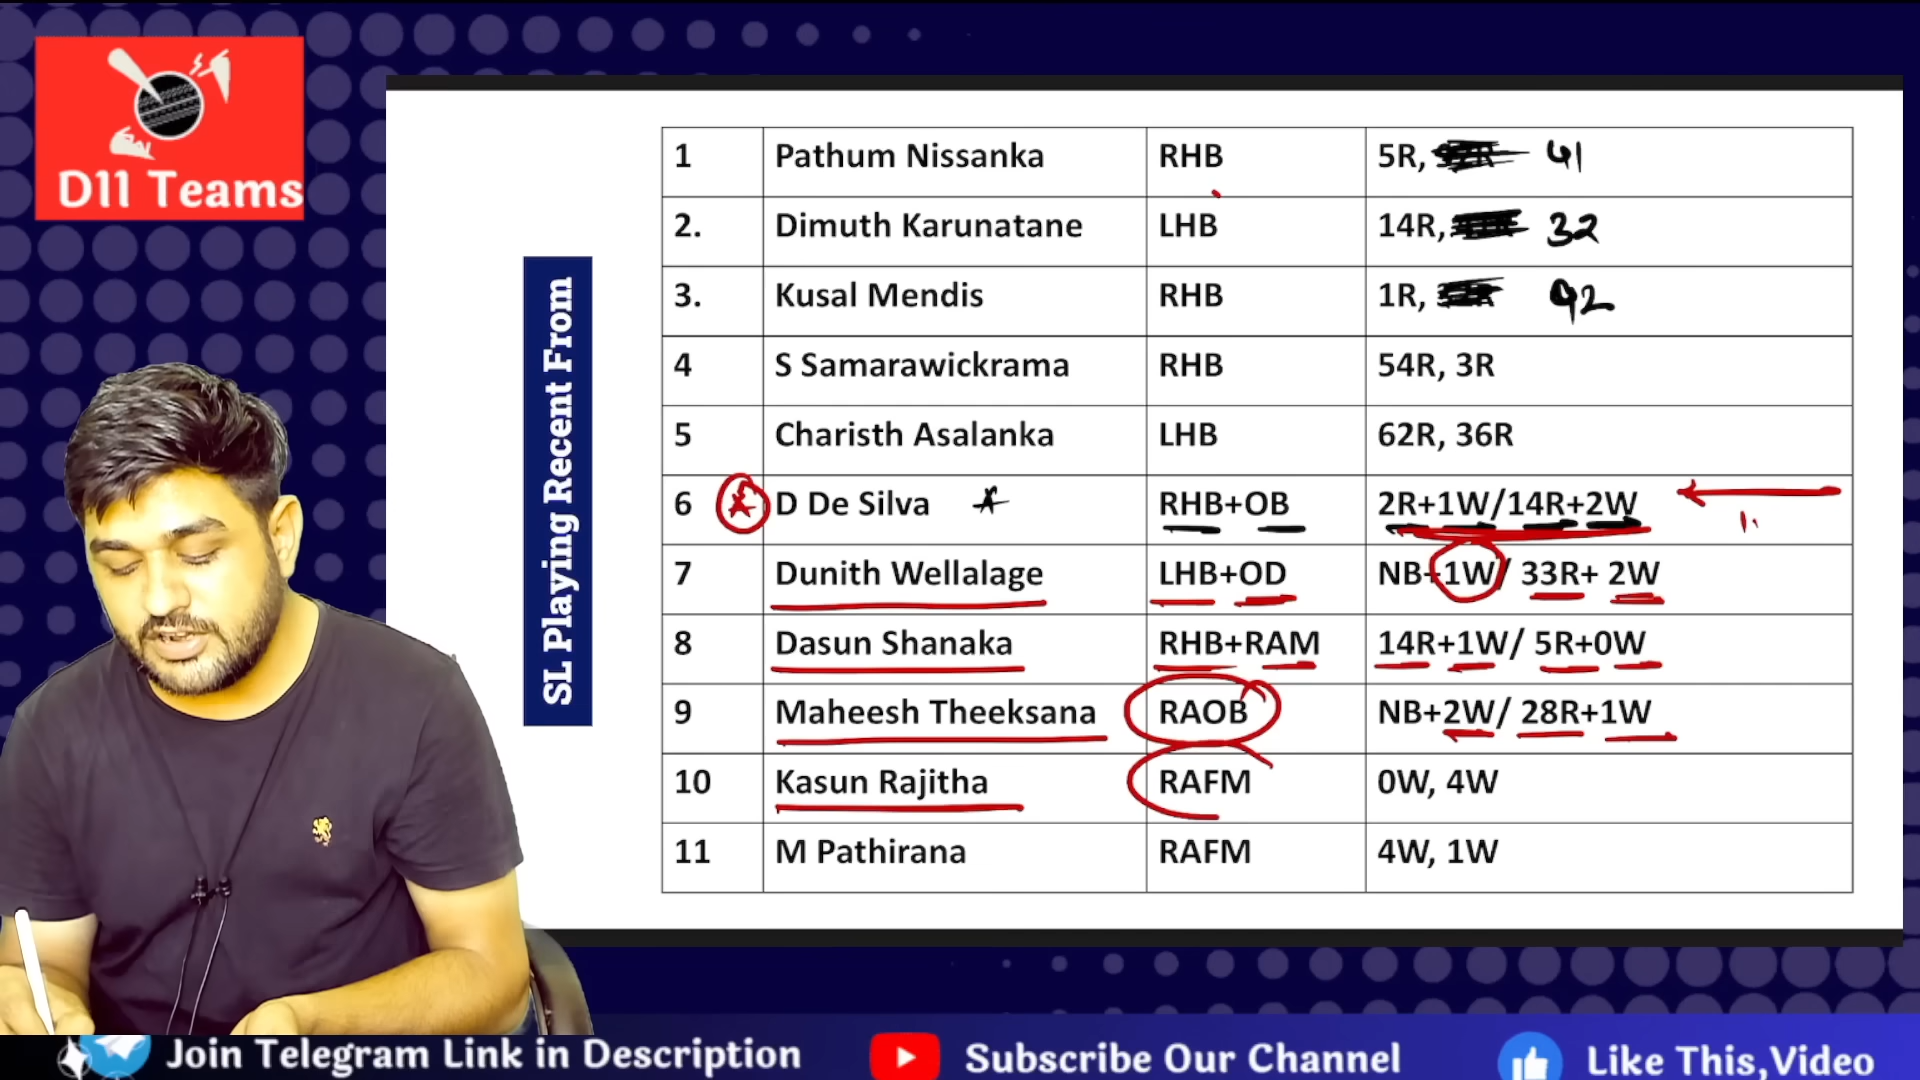 D11 Teams
SL Playing Recent From
1 Pathum Nissanka RHB 5R, 41
2. Dimuth Karunatane LHB 14R, 32
3. Kusal Mendis RHB 1R, 92
4 S Samarawickrama RHB 54R, 3R
5 Charisth Asalanka LHB 62R, 36R
6 D De Silva RHB+OB 2R+1W/14R+2W
7 Dunith Wellalage LHB+OD NB+1W/ 33R+ 2W
8 Dasun Shanaka RHB+RAM 14R+1W/ 5R+0W
9 Maheesh Theeksana RAOB NB+2W/ 28R+1W
10 Kasun Rajitha RAFM 0W, 4W
11 M Pathirana RAFM 4W, 1W
Join Telegram Link in Description Subscribe Our Channel Like This,Video